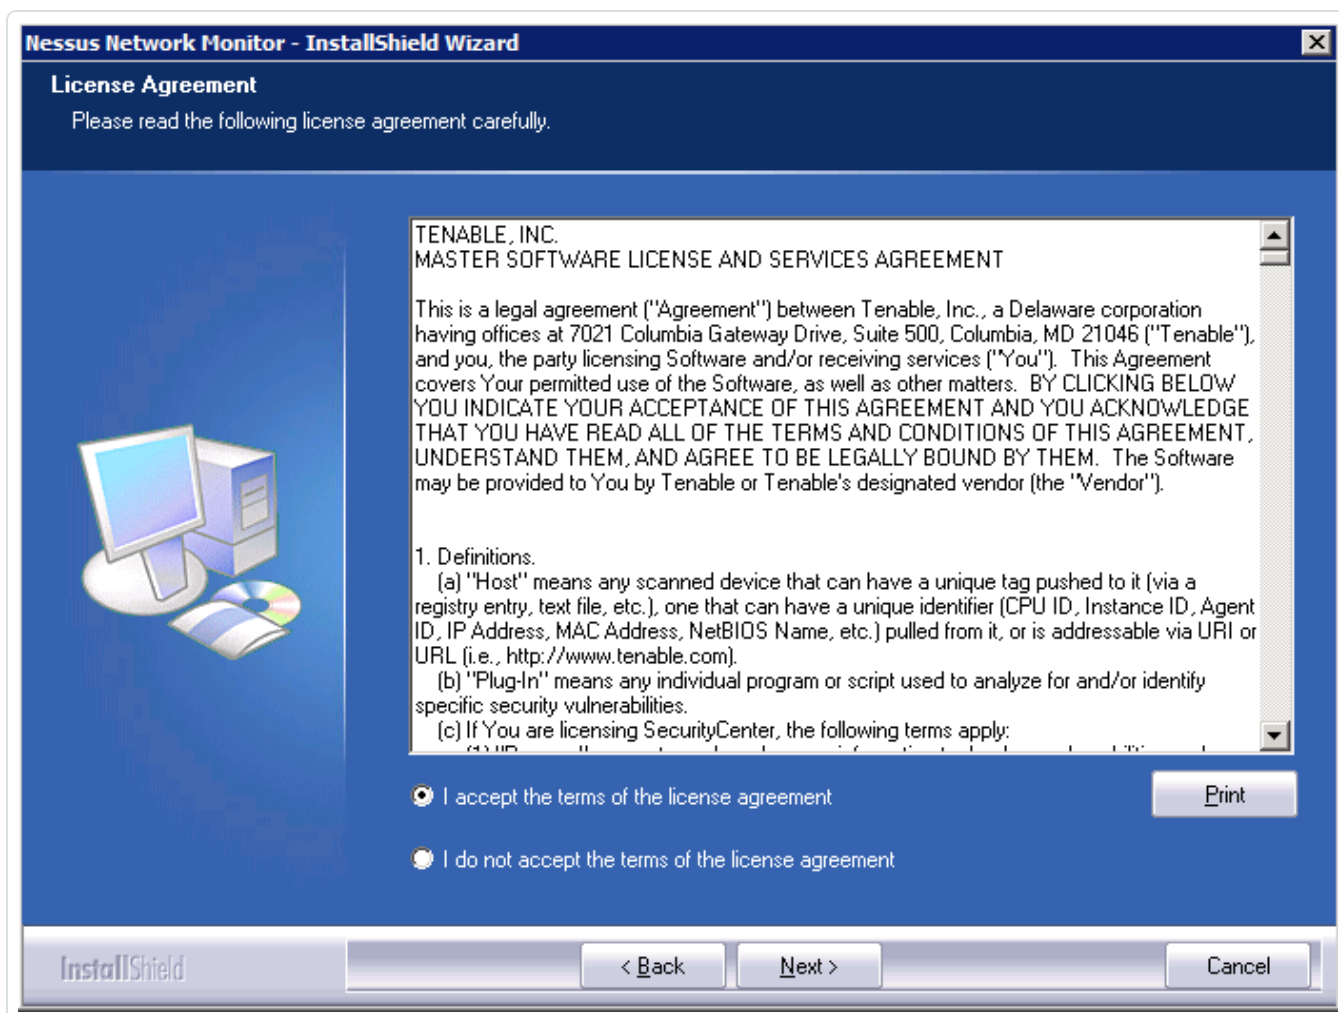 Nessus Network Monitor - InstallShield Wizard
License Agreement
Please read the following license agreement carefully.
TENABLE, INC.
MASTER SOFTWARE LICENSE AND SERVICES AGREEMENT
This is a legal agreement ("Agreement") between Tenable, Inc., a Delaware corporation
having offices at 7021 Columbia Gateway Drive, Suite 500, Columbia, MD 21046 ("Tenable"),
and you, the party licensing Software and/or receiving services ("You").  This Agreement
covers Your permitted use of the Software, as well as other matters.  BY CLICKING BELOW
YOU INDICATE YOUR ACCEPTANCE OF THIS AGREEMENT AND YOU ACKNOWLEDGE
THAT YOU HAVE READ ALL OF THE TERMS AND CONDITIONS OF THIS AGREEMENT,
UNDERSTAND THEM, AND AGREE TO BE LEGALLY BOUND BY THEM.  The Software
may be provided to You by Tenable or Tenable's designated vendor (the "Vendor").
1. Definitions.
(a) "Host" means any scanned device that can have a unique tag pushed to it (via a
registry entry, text file, etc.), one that can have a unique identifier (CPU ID, Instance ID, Agent
ID, IP Address, MAC Address, NetBIOS Name, etc.) pulled from it, or is addressable via URI or
URL (i.e., http://www.tenable.com).
(b) "Plug-In" means any individual program or script used to analyze for and/or identify
specific security vulnerabilities.
(c) If You are licensing SecurityCenter, the following terms apply:
I accept the terms of the license agreement
Print
I do not accept the terms of the license agreement
InstallShield
< Back
Next >
Cancel